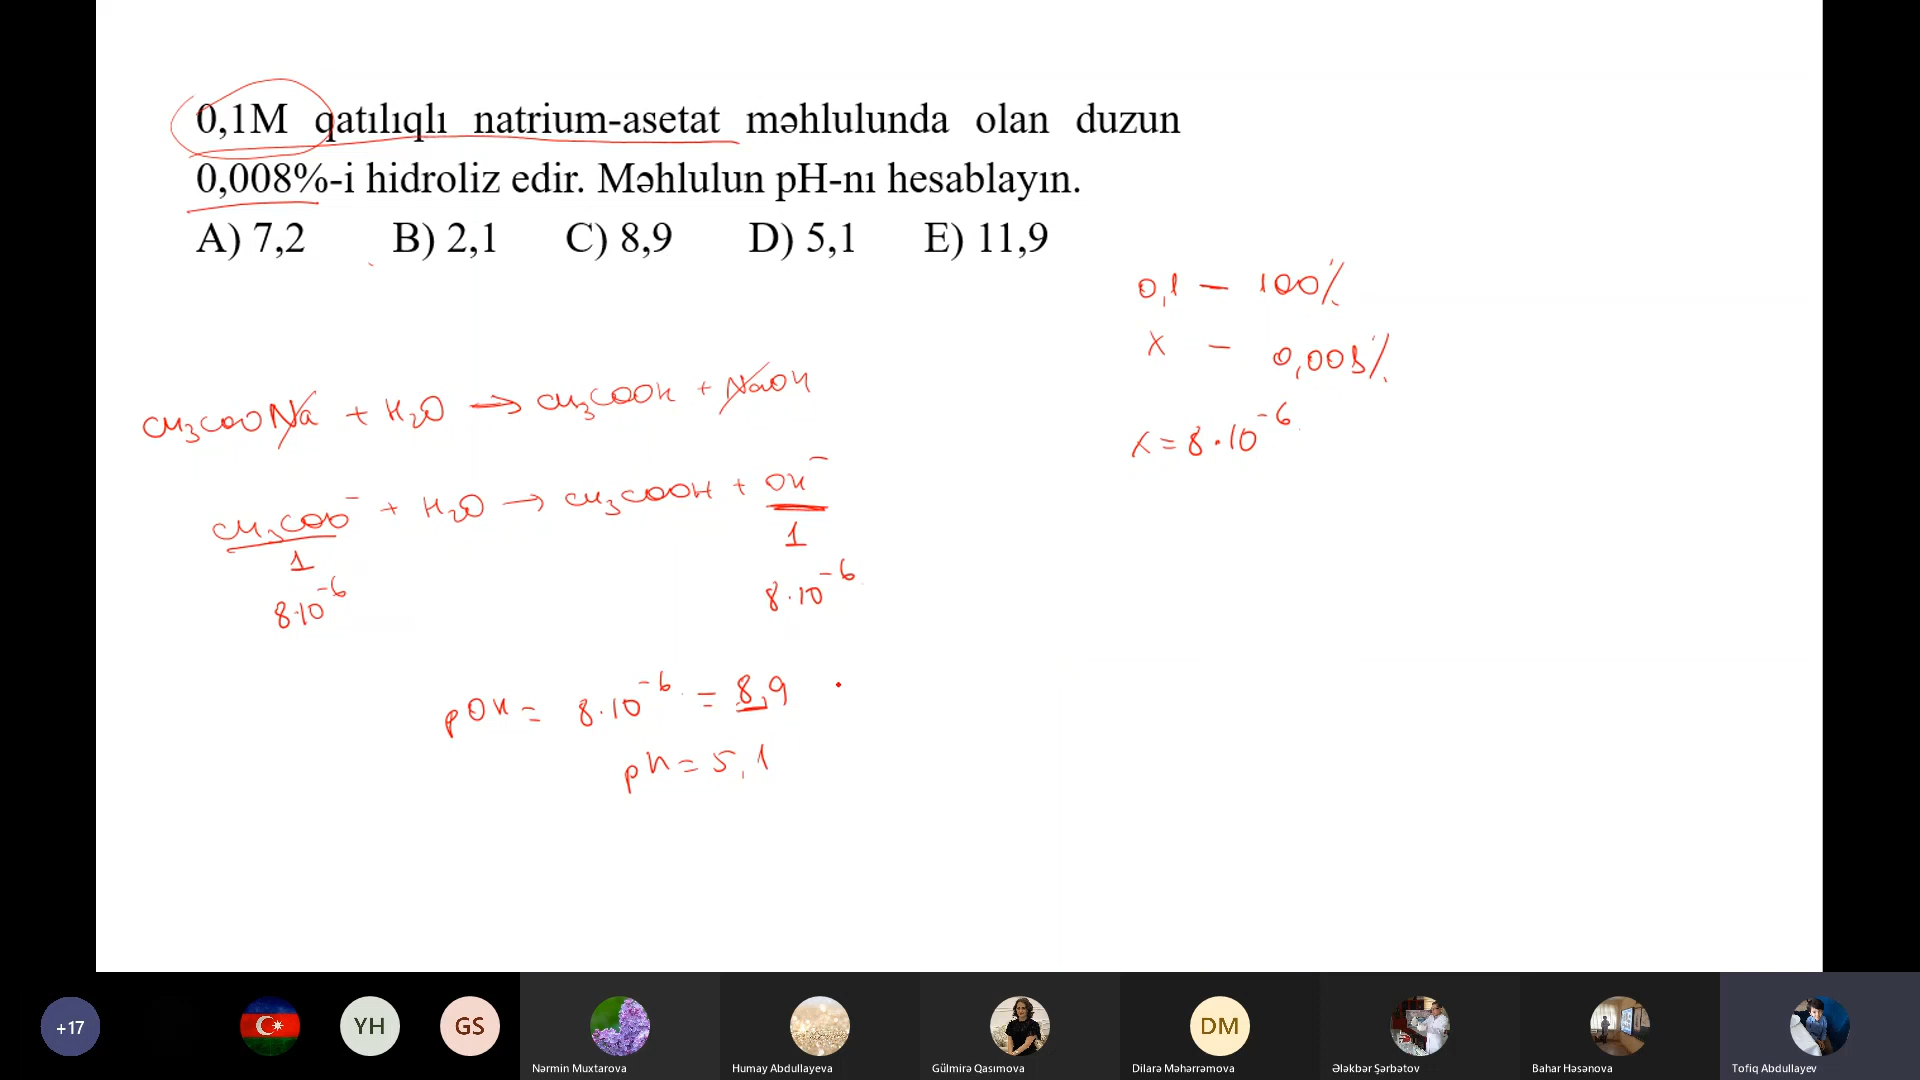 0,1M qatılıqlı natrium-asetat məhlulunda olan duzun
0,008%-i hidroliz edir. Məhlulun pH-nı hesablayın.
A) 7,2 B) 2,1 C) 8,9 D) 5,1 E) 11,9
0,1 – 100%
x – 0,008%
x = 8·10⁻⁶
CH₃COONa + H₂O → CH₃COOH + NaOH
CH₃COO⁻ + H₂O → CH₃COOH + OH⁻
1 1
8·10⁻⁶ 8·10⁻⁶
pOH = 8·10⁻⁶ = 8,9
pH = 5,1
+17 YH GS DM
Nərmin Muxtarova Humay Abdullayeva Gülmirə Qasımova Dilarə Məhərrəmova Ələkbər Şərbətov Bahar Həsənova Tofiq Abdullayev